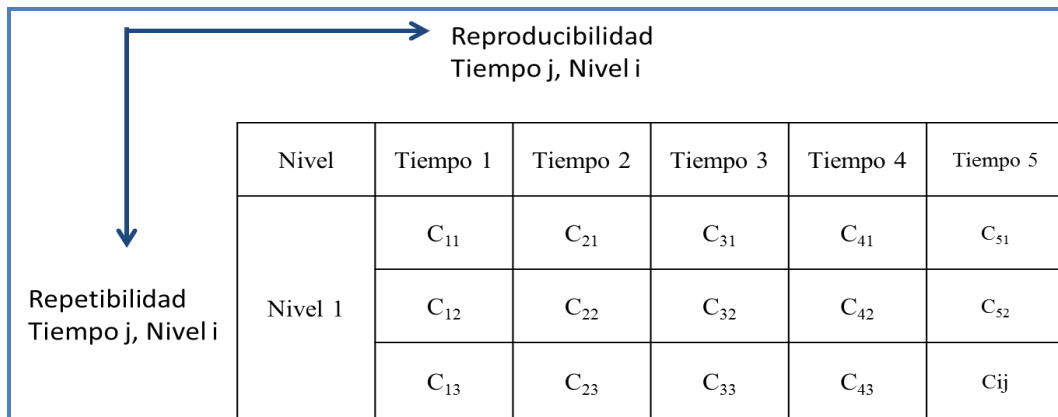 Reproducibilidad
Tiempo j, Nivel i
Nivel Tiempo 1 Tiempo 2 Tiempo 3 Tiempo 4 Tiempo 5
C₁₁ C₂₁ C₃₁ C₄₁ C₅₁
Repetibilidad
Tiempo j, Nivel i
Nivel 1 C₁₂ C₂₂ C₃₂ C₄₂ C₅₂
C₁₃ C₂₃ C₃₃ C₄₃ Cij